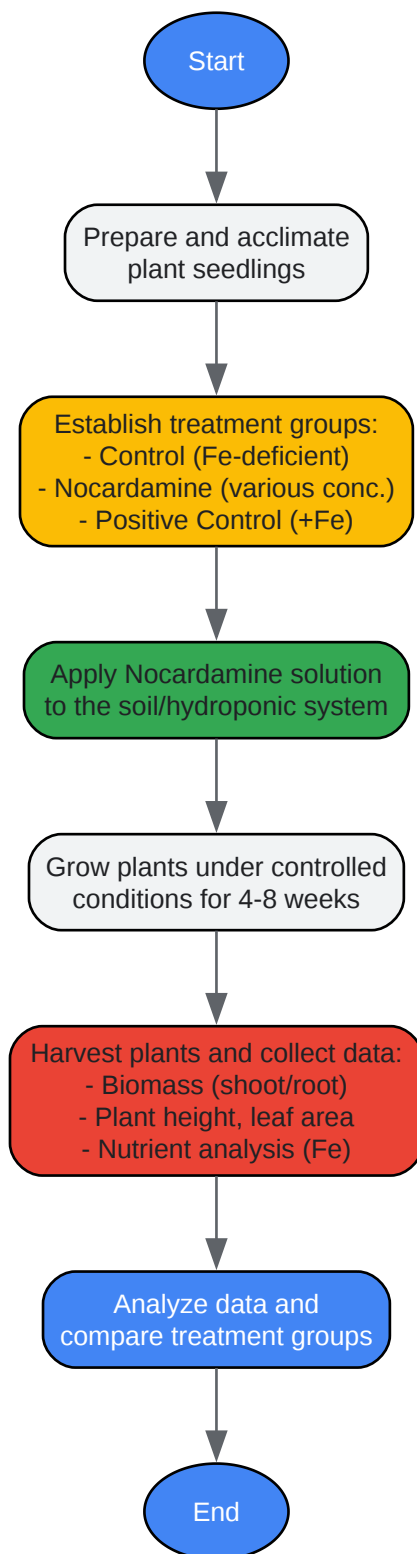 Start
Prepare and acclimate
plant seedlings
Establish treatment groups:
- Control (Fe-deficient)
- Nocardamine (various conc.)
- Positive Control (+Fe)
Apply Nocardamine solution
to the soil/hydroponic system
Grow plants under controlled
conditions for 4-8 weeks
Harvest plants and collect data:
- Biomass (shoot/root)
- Plant height, leaf area
- Nutrient analysis (Fe)
Analyze data and
compare treatment groups
End